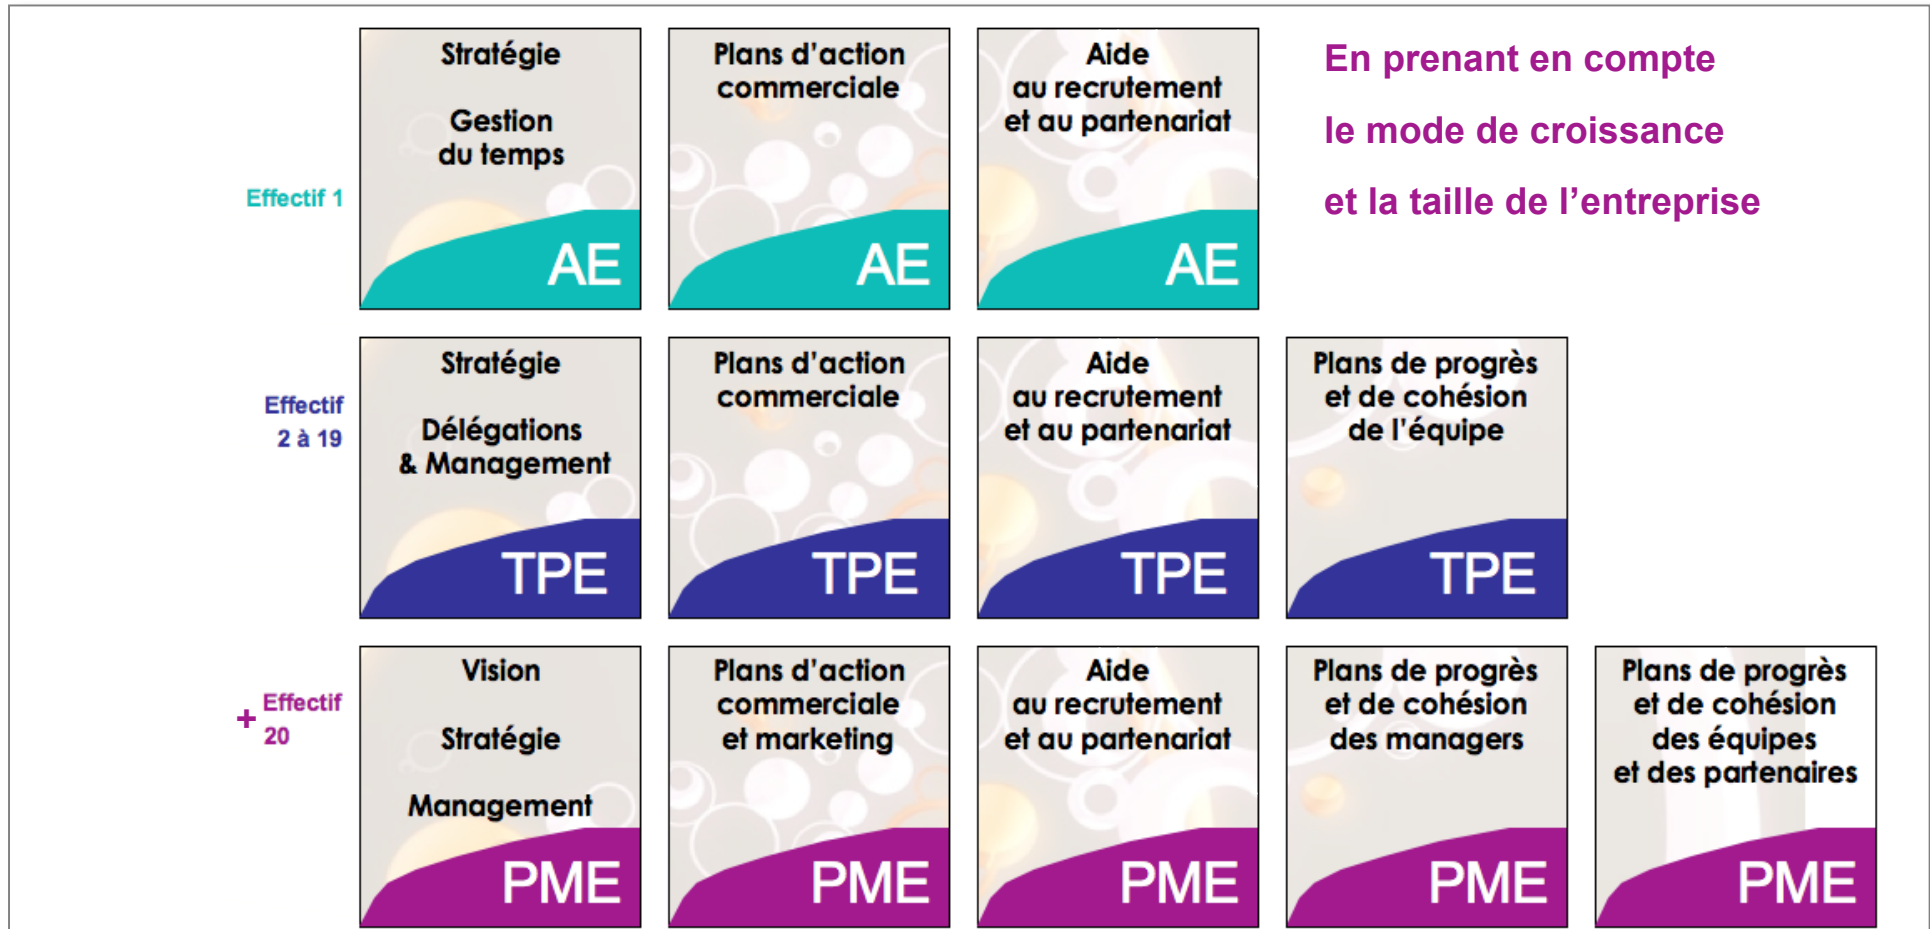 En prenant en compte
le mode de croissance
et la taille de l'entreprise
Effectif 1
Stratégie
Gestion
du temps
AE
Plans d'action
commerciale
AE
Aide
au recrutement
et au partenariat
AE
Effectif
2 à 19
Stratégie
Délégations
& Management
TPE
Plans d'action
commerciale
TPE
Aide
au recrutement
et au partenariat
TPE
Plans de progrès
et de cohésion
de l'équipe
TPE
+ Effectif
20
Vision
Stratégie
Management
PME
Plans d'action
commerciale
et marketing
PME
Aide
au recrutement
et au partenariat
PME
Plans de progrès
et de cohésion
des managers
PME
Plans de progrès
et de cohésion
des équipes
et des partenaires
PME